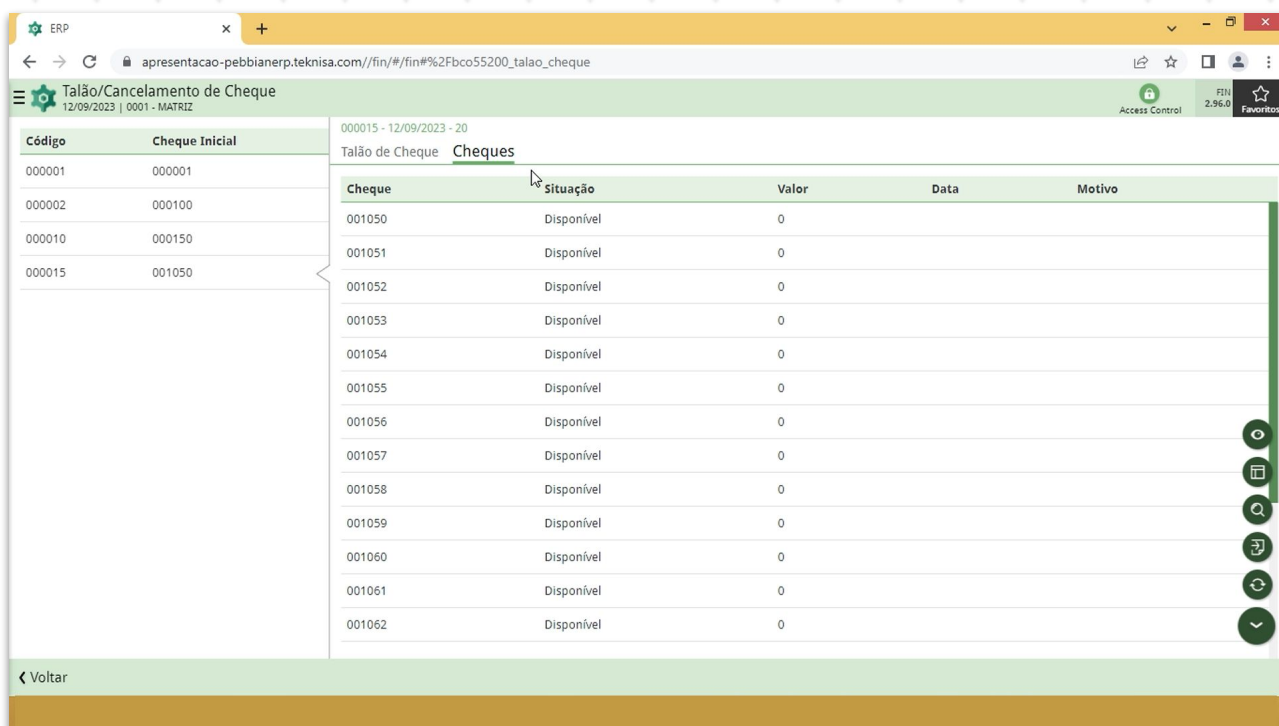 ERP
apresentacao-pebbianerp.teknisa.com//fin/#/fin#%2Fbco55200_talao_cheque
Talão/Cancelamento de Cheque
12/09/2023 | 0001 - MATRIZ
Access Control
FIN
2.96.0
Favoritos
Código Cheque Inicial
000001 000001
000002 000100
000010 000150
000015 001050
000015 - 12/09/2023 - 20
Talão de Cheque Cheques
Cheque Situação Valor Data Motivo
001050 Disponível 0
001051 Disponível 0
001052 Disponível 0
001053 Disponível 0
001054 Disponível 0
001055 Disponível 0
001056 Disponível 0
001057 Disponível 0
001058 Disponível 0
001059 Disponível 0
001060 Disponível 0
001061 Disponível 0
001062 Disponível 0
Voltar